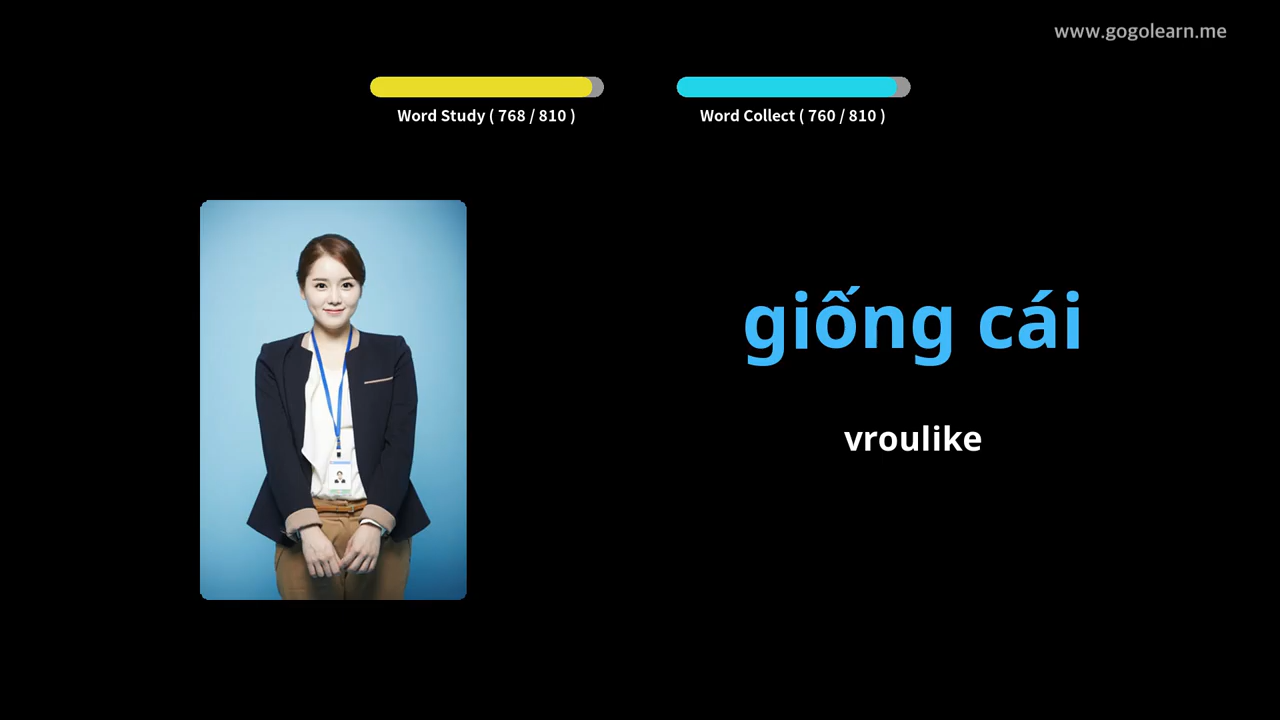 www.gogolearn.me
Word Study ( 768 / 810 )
Word Collect ( 760 / 810 )
giống cái
vroulike